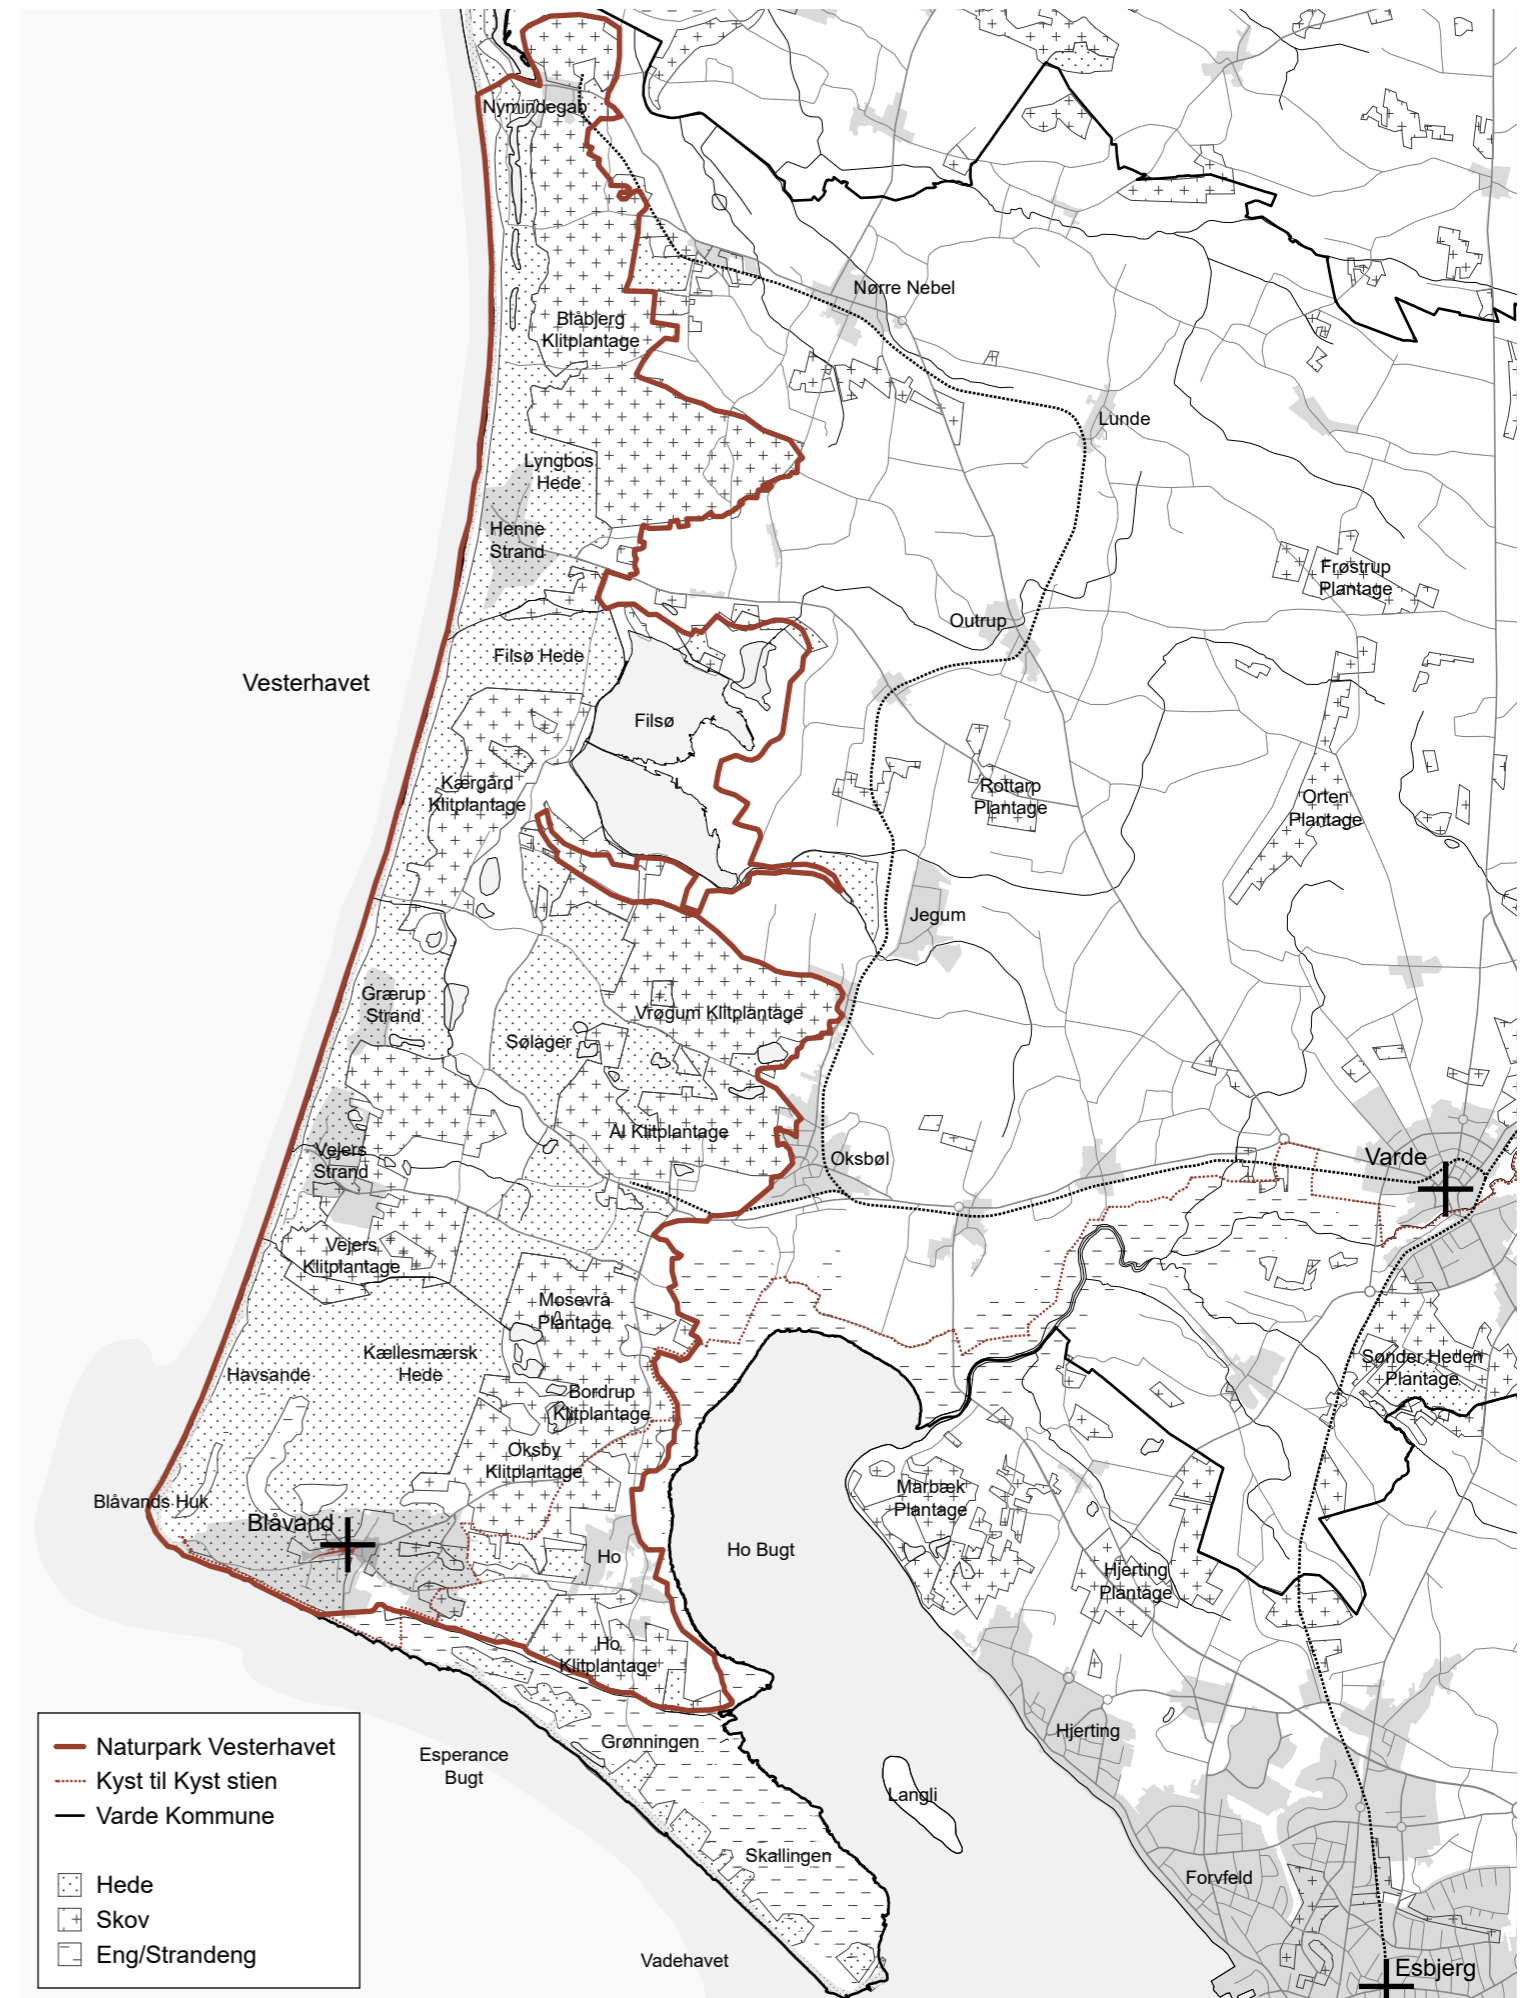 Nymindegab
Nørre Nebel
Blåbjerg
Klitplantage
Lunde
Lyngbos
Hede
Henne
Strand
Frøstrup
Plantage
Outrup
Filsø Hede
Vesterhavet
Filsø
Kærgård
Klitplantage
Rottarp
Plantage
Orten
Plantage
Jegum
Grærup
Strand
Vrøgum Klitplantage
Sølager
Al Klitplantage
Vejers
Strand
Oksbøl
Varde
Vejers
Klitplantage
Mosevrå
Plantage
Kællesmærsk
Hede
Havsande
Sønder Heden
Plantage
Bordrup
Klitplantage
Oksby
Klitplantage
Marbæk
Plantage
Blåvands Huk
Blåvand
Ho
Ho Bugt
Hjerting
Plantage
Ho
Klitplantage
Grønningen
Hjerting
Esperance
Bugt
Langli
Skallingen
Forvfeld
Vadehavet
Esbjerg
Naturpark Vesterhavet
Kyst til Kyst stien
Varde Kommune
Hede
Skov
Eng/Strandeng